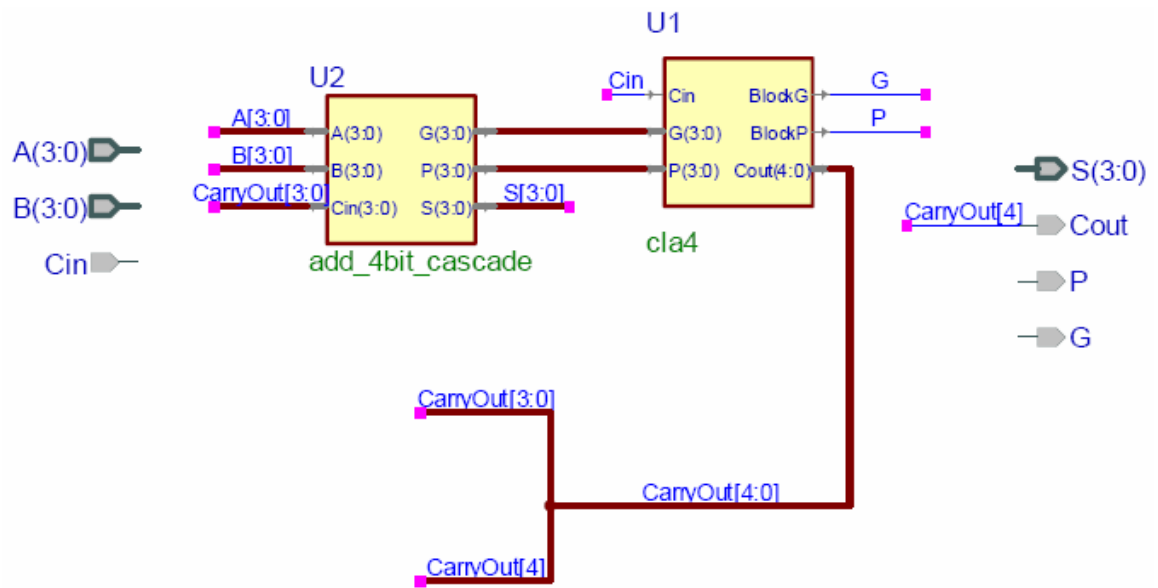 U1
U2
Cin
Cin
BlockG
G
BlockP
P
G(3:0)
P(3:0)
Cout(4:0)
A[3:0]
A(3:0)
G(3:0)
B[3:0]
B(3:0)
P(3:0)
CarryOut[3:0]
Cin(3:0)
S(3:0)
S[3:0]
add_4bit_cascade
cla4
A(3:0)
B(3:0)
Cin
S(3:0)
CarryOut[4]
Cout
P
G
CarryOut[3:0]
CarryOut[4:0]
CarryOut[4]